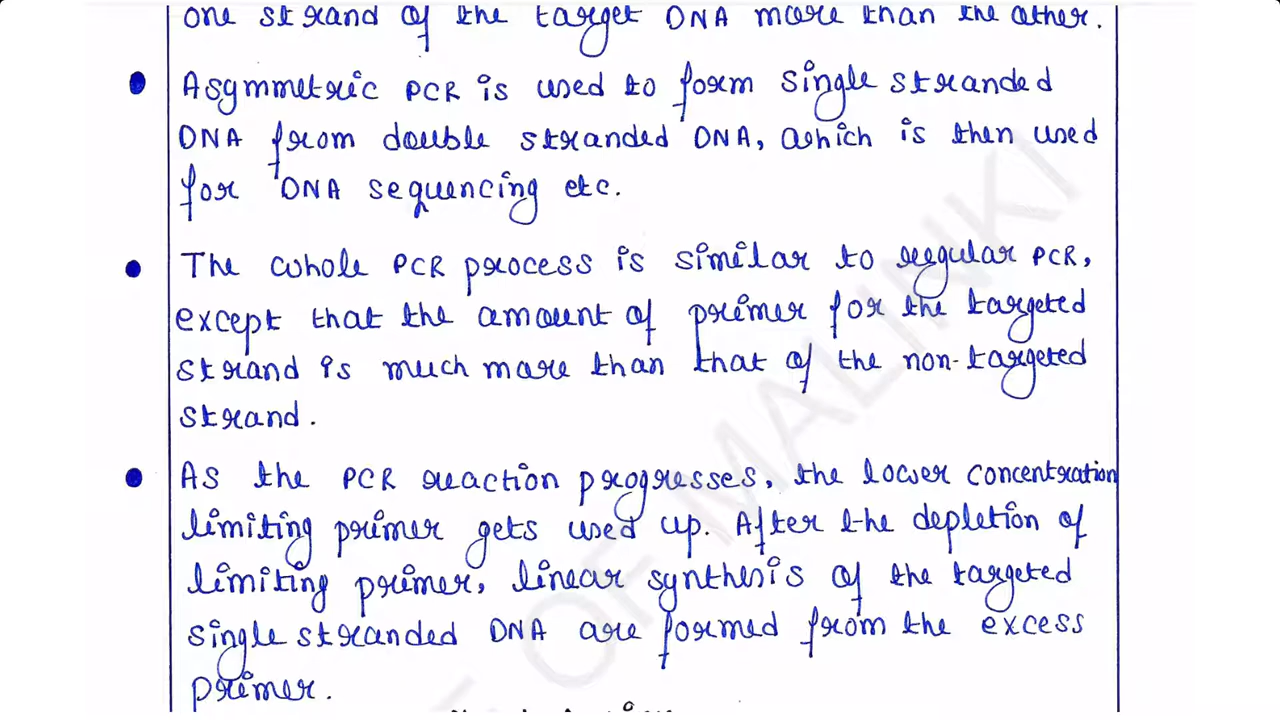 one strand of the target DNA more than the other.
• Asymmetric PCR is used to form single stranded
DNA from double stranded DNA, which is then used
for DNA sequencing etc.
• The whole PCR process is similar to regular PCR,
except that the amount of primer for the targeted
strand is much more than that of the non-targeted
strand.
• As the PCR reaction progresses, the lower concentration
limiting primer gets used up. After the depletion of
limiting primer, linear synthesis of the targeted
single stranded DNA are formed from the excess
primer.
OF MALINKI